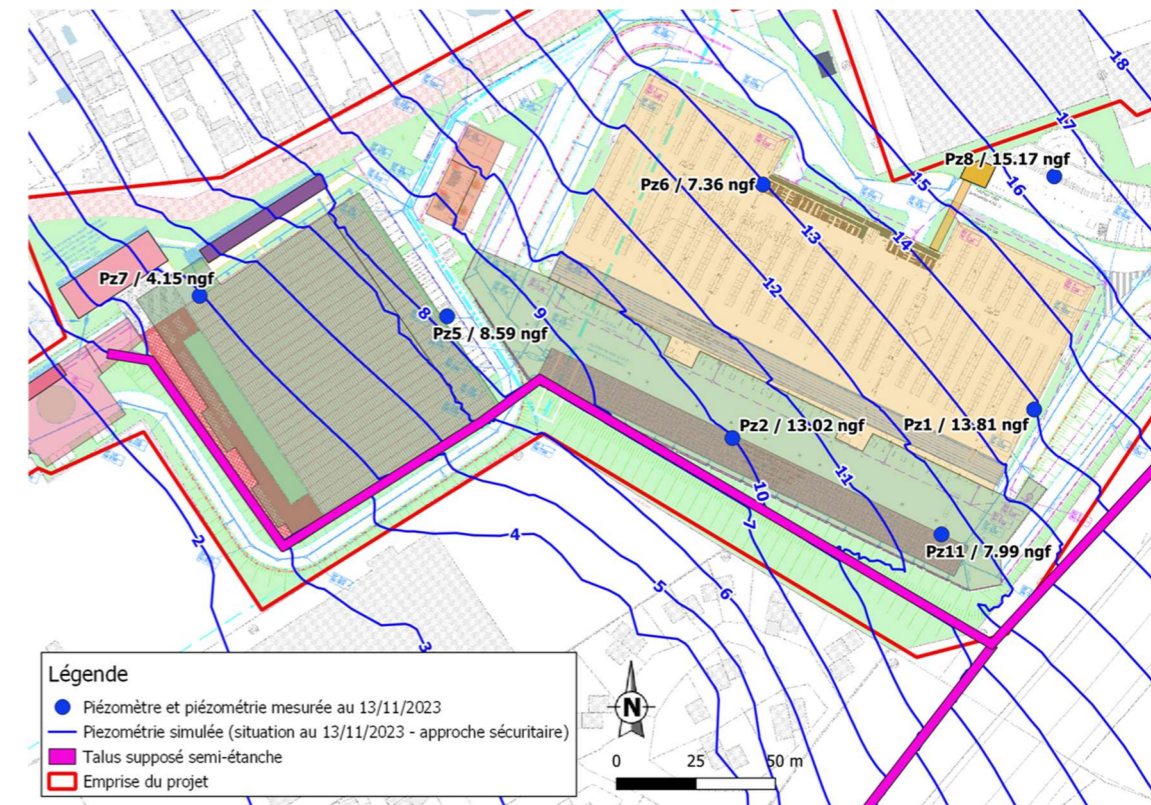 18
17
Pz8 / 15.17 ngf
15
16
Pz6 / 7.36 ngf
13
14
Pz7 / 4.15 ngf
12
8
9
Pz5 / 8.59 ngf
Pz2 / 13.02 ngf
Pz1 / 13.81 ngf
11
10
7
2
4
Pz11 / 7.99 ngf
5
6
3
Légende
Piézomètre et piézométrie mesurée au 13/11/2023
Piezométrie simulée (situation au 13/11/2023 - approche sécuritaire)
Talus supposé semi-étanche
Emprise du projet
N
0 25 50 m